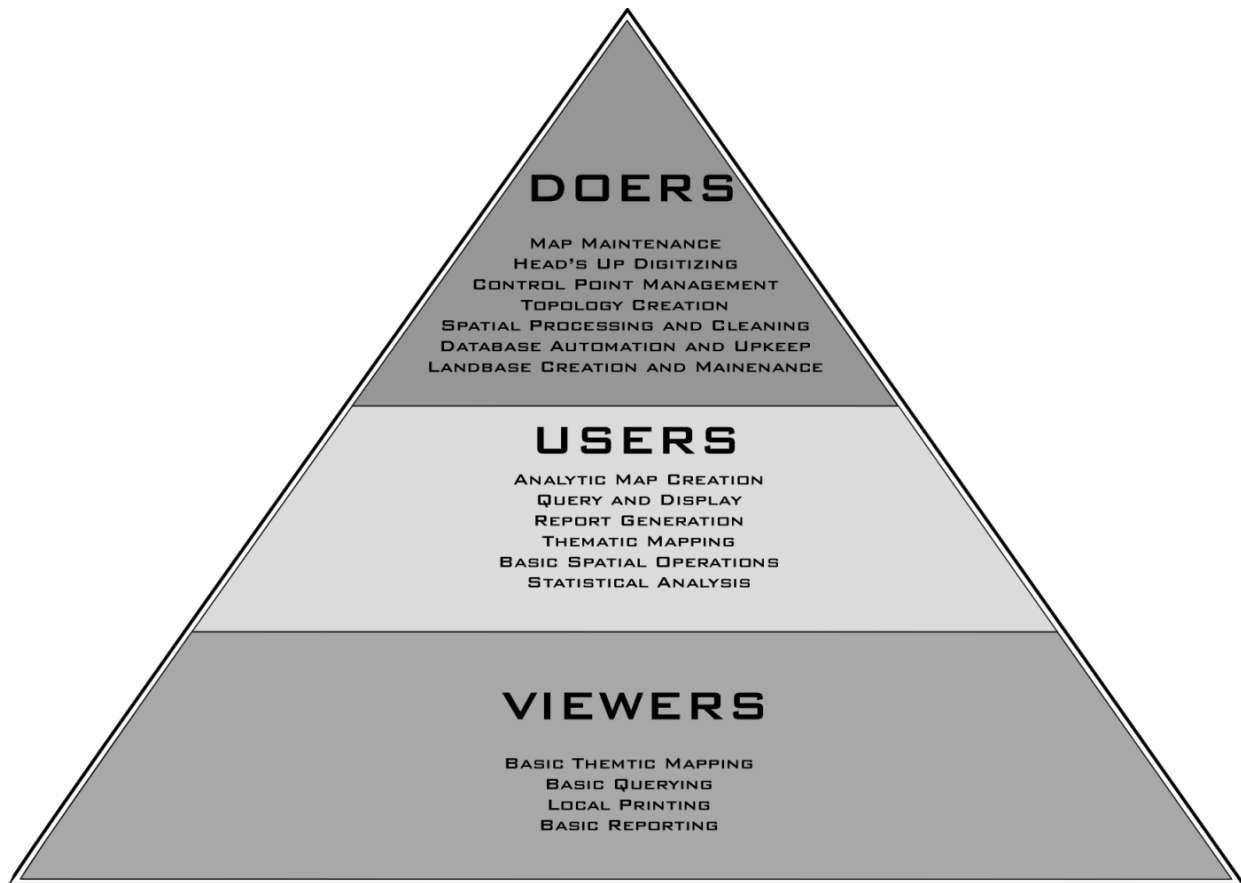 DOERS
MAP MAINTENANCE
HEAD'S UP DIGITIZING
CONTROL POINT MANAGEMENT
TOPOLOGY CREATION
SPATIAL PROCESSING AND CLEANING
DATABASE AUTOMATION AND UPKEEP
LANDBASE CREATION AND MAINENANCE
USERS
ANALYTIC MAP CREATION
QUERY AND DISPLAY
REPORT GENERATION
THEMATIC MAPPING
BASIC SPATIAL OPERATIONS
STATISTICAL ANALYSIS
VIEWERS
BASIC THEMTIC MAPPING
BASIC QUERYING
LOCAL PRINTING
BASIC REPORTING